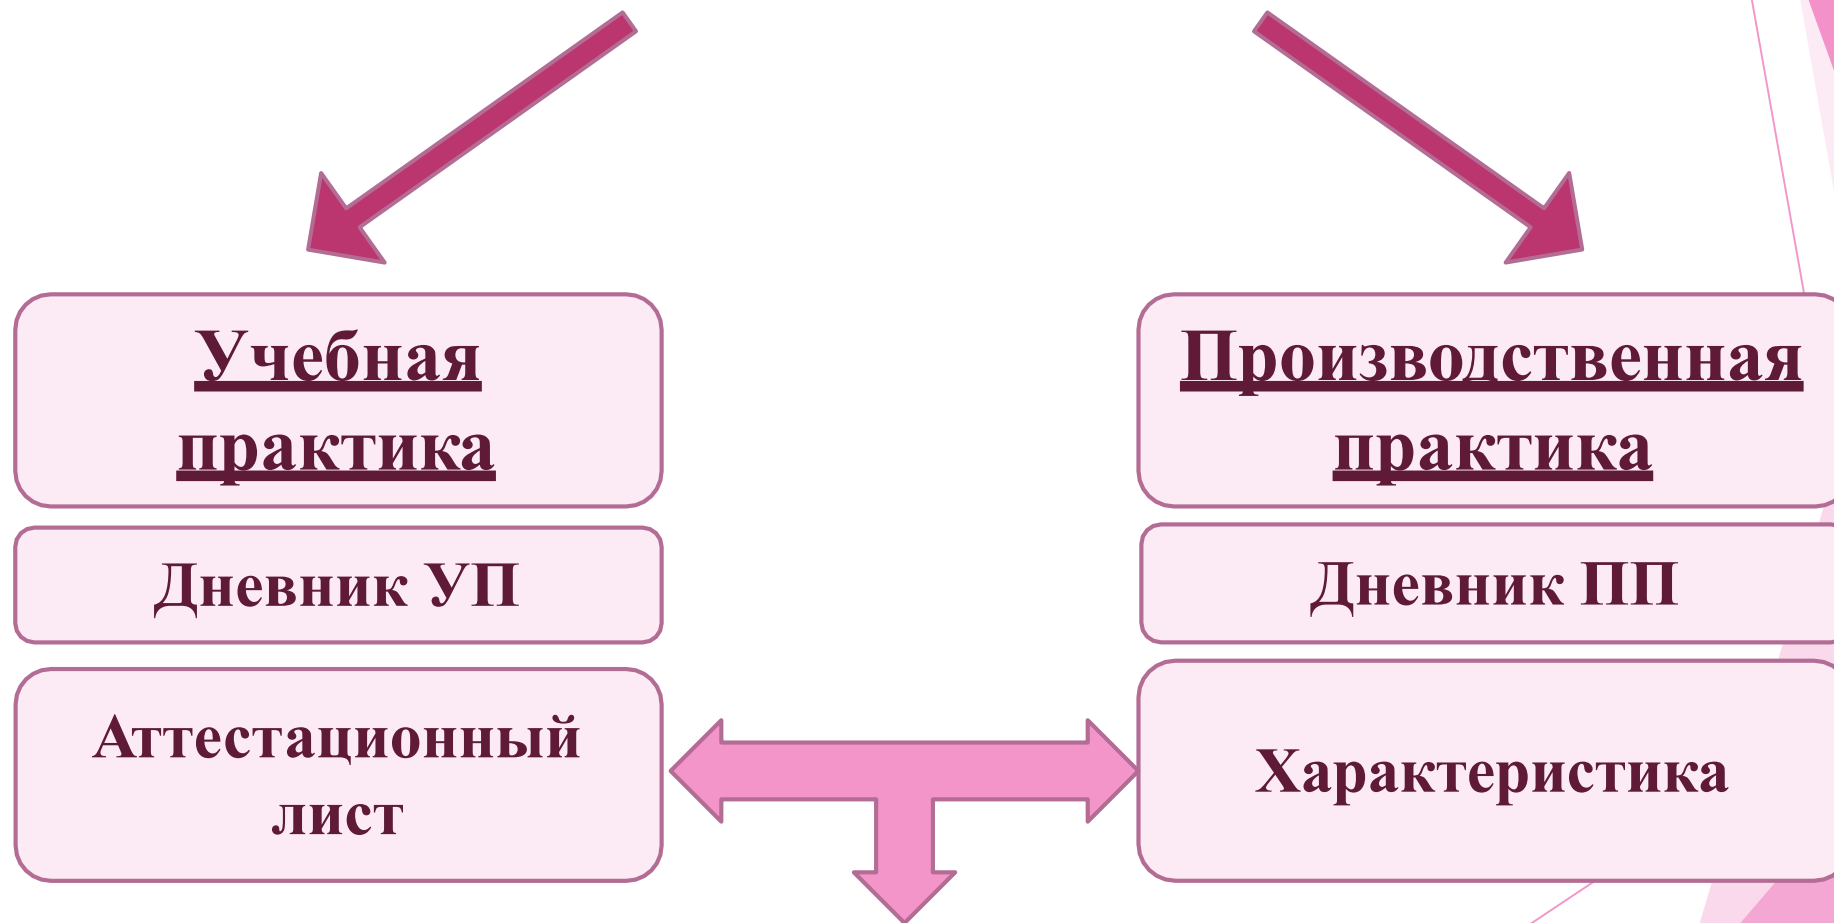 Учебная
практика
Дневник УП
Аттестационный
лист
Производственная
практика
Дневник ПП
Характеристика